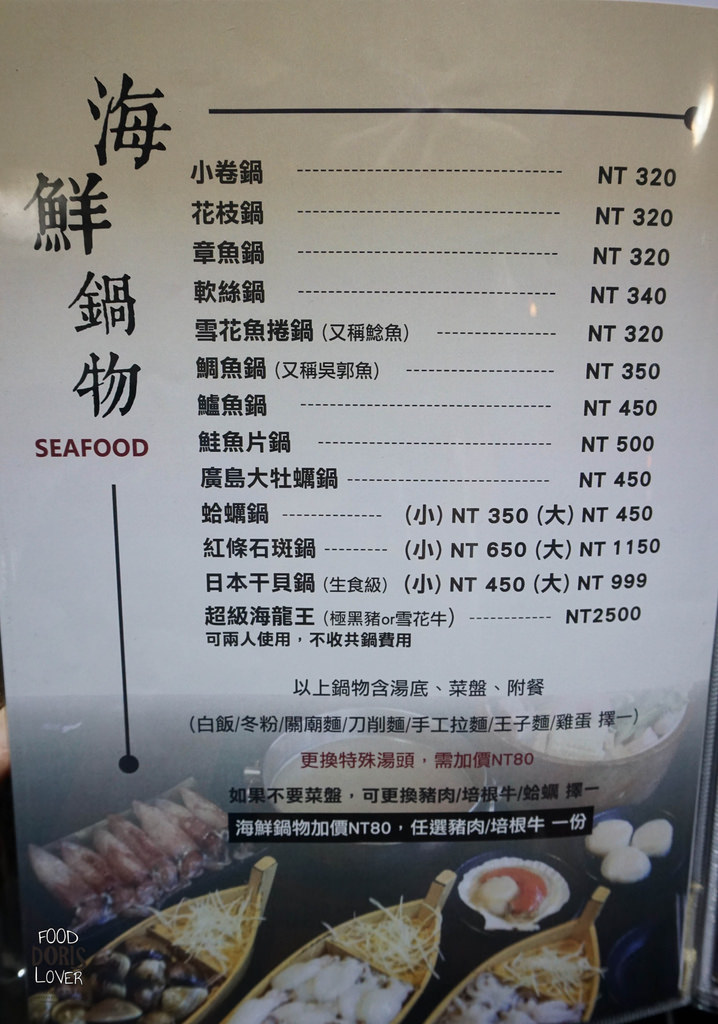 海鮮鍋物
SEAFOOD
小卷鍋 NT 320
花枝鍋 NT 320
章魚鍋 NT 320
軟絲鍋 NT 340
雪花魚捲鍋 (又稱鯰魚) NT 320
鯛魚鍋 (又稱吳郭魚) NT 350
鱸魚鍋 NT 450
鮭魚片鍋 NT 500
廣島大牡蠣鍋 NT 450
蛤蠣鍋 (小) NT 350 (大) NT 450
紅條石斑鍋 (小) NT 650 (大) NT 1150
日本干貝鍋 (生食級) (小) NT 450 (大) NT 999
超級海龍王 (極黑豬or雪花牛) NT2500
可兩人使用，不收共鍋費用
以上鍋物含湯底、菜盤、附餐
(白飯/冬粉/關廟麵/刀削麵/手工拉麵/王子麵/雞蛋 擇一)
更換特殊湯頭，需加價NT80
如果不要菜盤，可更換豬肉/培根牛/蛤蠣 擇一
海鮮鍋物加價NT80，任選豬肉/培根牛 一份
FOOD
DORIS
LOVER